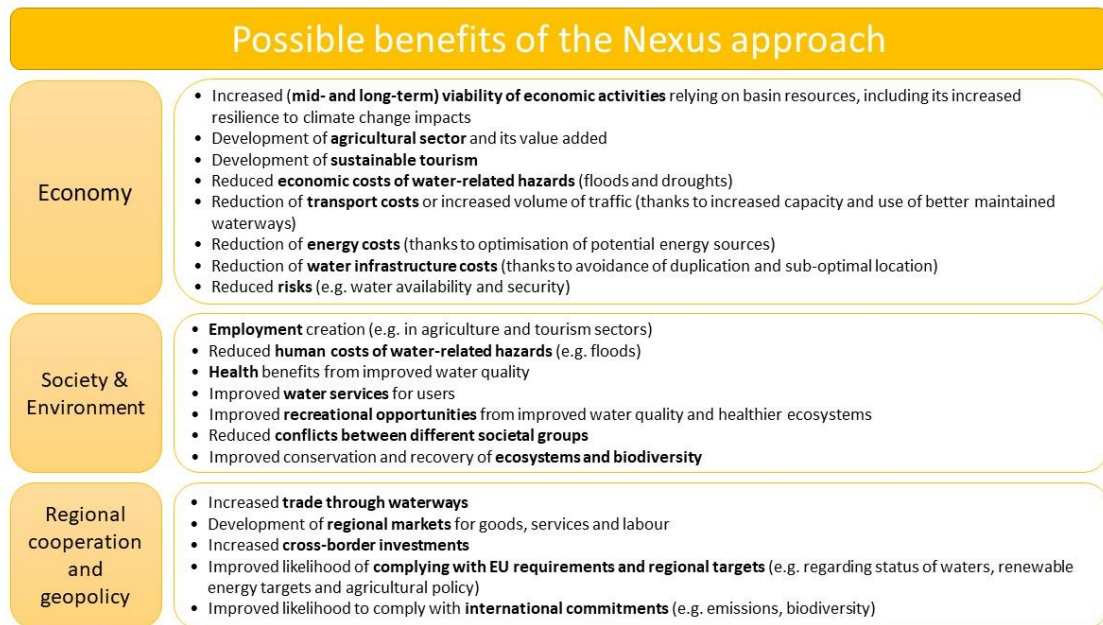 Possible benefits of the Nexus approach
Economy
• Increased (mid- and long-term) viability of economic activities relying on basin resources, including its increased
resilience to climate change impacts
• Development of agricultural sector and its value added
• Development of sustainable tourism
• Reduced economic costs of water-related hazards (floods and droughts)
• Reduction of transport costs or increased volume of traffic (thanks to increased capacity and use of better maintained
waterways)
• Reduction of energy costs (thanks to optimisation of potential energy sources)
• Reduction of water infrastructure costs (thanks to avoidance of duplication and sub-optimal location)
• Reduced risks (e.g. water availability and security)
Society &
Environment
• Employment creation (e.g. in agriculture and tourism sectors)
• Reduced human costs of water-related hazards (e.g. floods)
• Health benefits from improved water quality
• Improved water services for users
• Improved recreational opportunities from improved water quality and healthier ecosystems
• Reduced conflicts between different societal groups
• Improved conservation and recovery of ecosystems and biodiversity
Regional
cooperation
and
geopolicy
• Increased trade through waterways
• Development of regional markets for goods, services and labour
• Increased cross-border investments
• Improved likelihood of complying with EU requirements and regional targets (e.g. regarding status of waters, renewable
energy targets and agricultural policy)
• Improved likelihood to comply with international commitments (e.g. emissions, biodiversity)